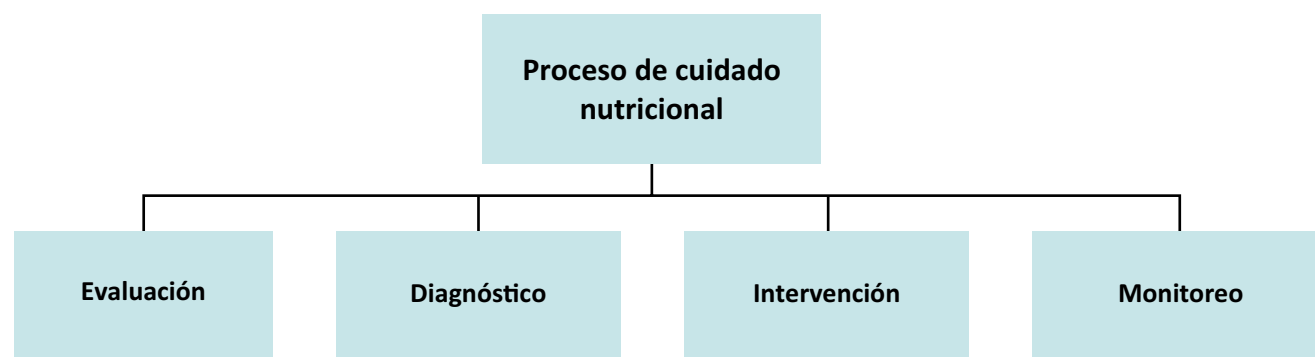 Proceso de cuidado
nutricional
Evaluación
Diagnóstico
Intervención
Monitoreo